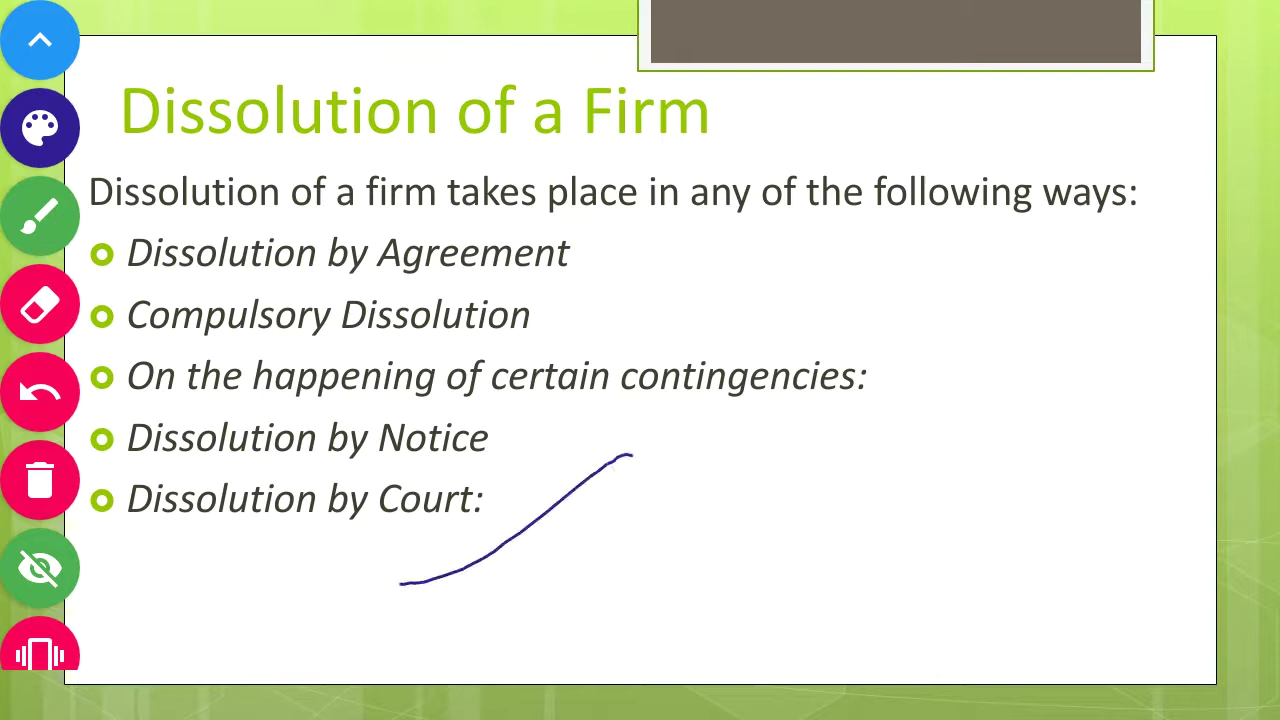 Dissolution of a Firm
Dissolution of a firm takes place in any of the following ways:
Dissolution by Agreement
Compulsory Dissolution
On the happening of certain contingencies:
Dissolution by Notice
Dissolution by Court: